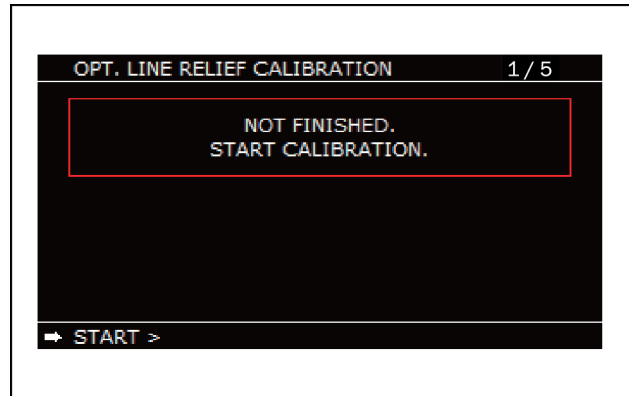 OPT. LINE RELIEF CALIBRATION 1/5
NOT FINISHED.
START CALIBRATION.
➡ START >